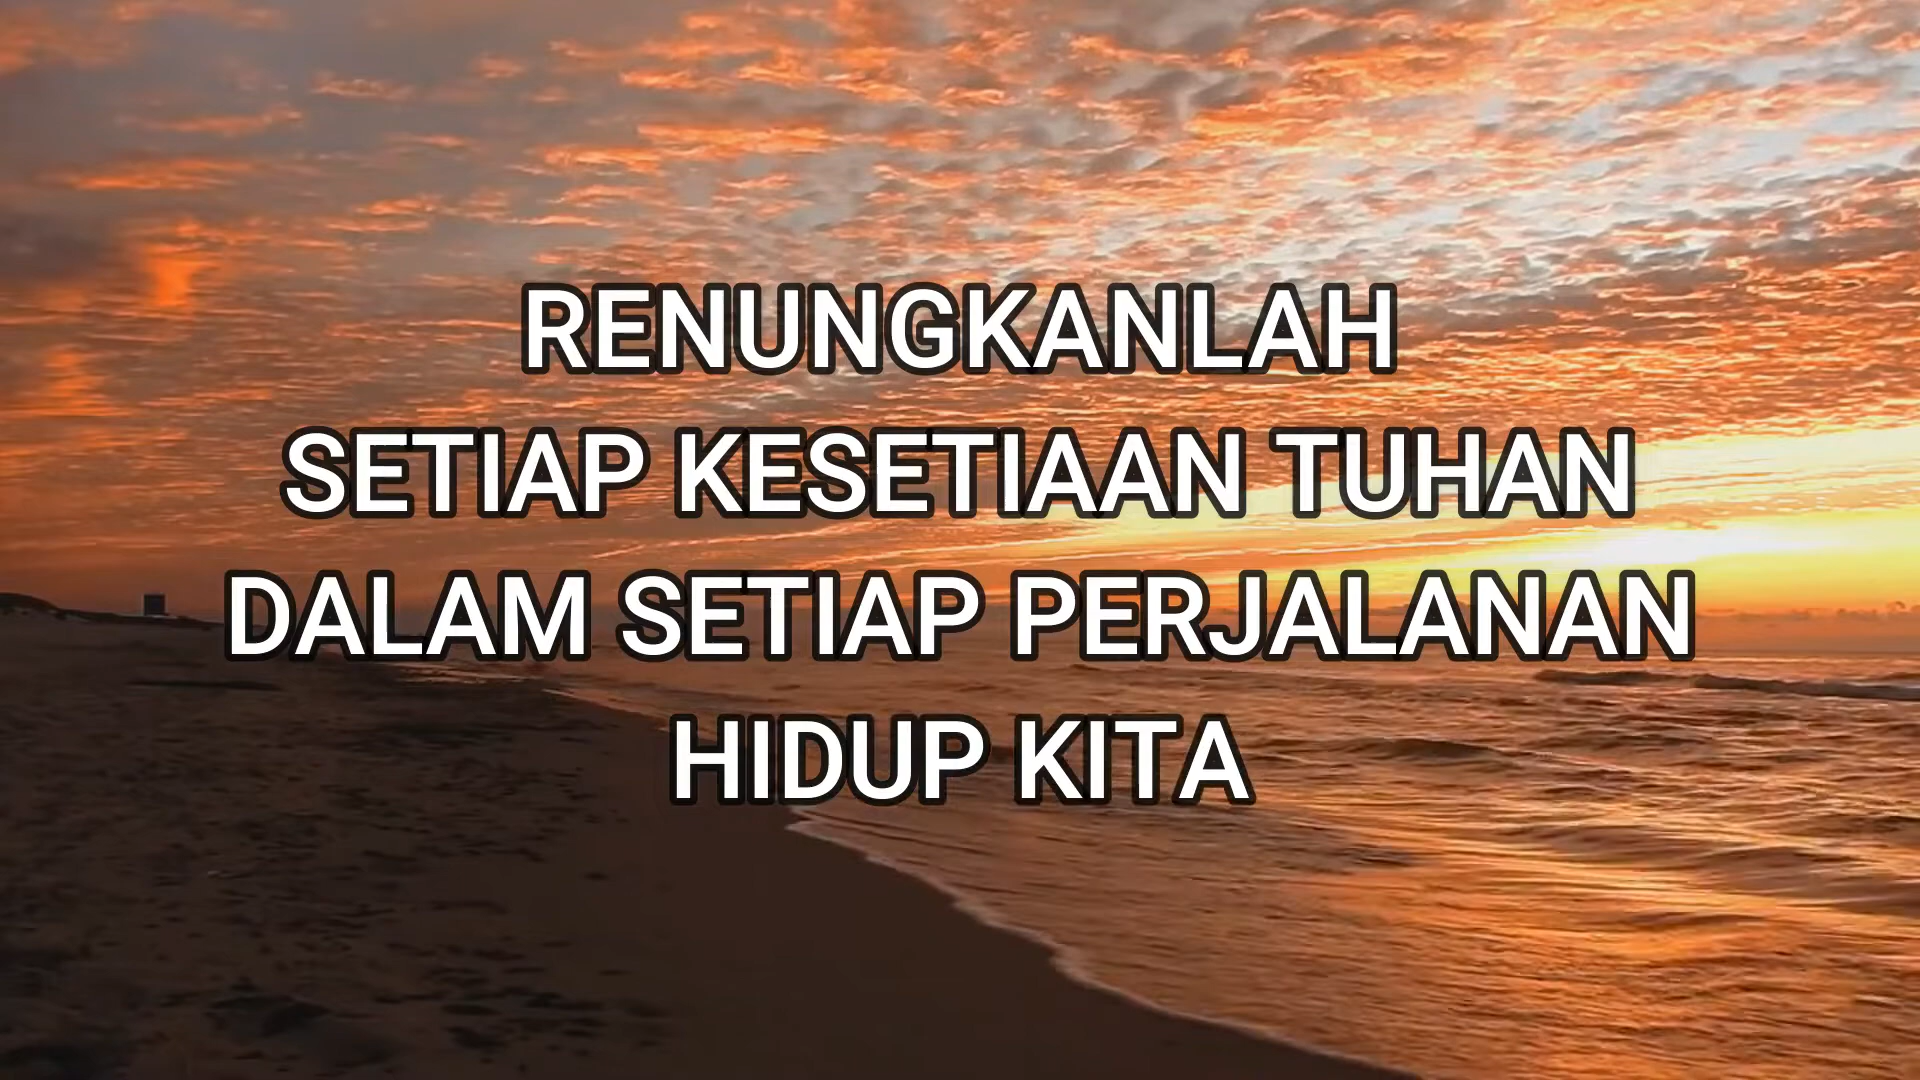 RENUNGKANLAH
SETIAP KESETIAAN TUHAN
DALAM SETIAP PERJALANAN
HIDUP KITA